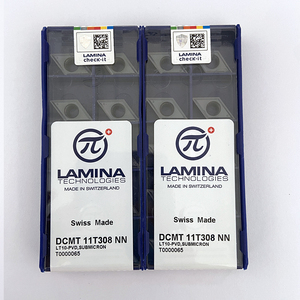 LAMINA
check-it
LAMINA
check-it
π
LAMINA
TECHNOLOGIES
MADE IN SWITZERLAND
Swiss Made
DCMT 11T308 NN
LT10-PVD,SUBMICRON
T0000065
π
LAMINA
TECHNOLOGIES
MADE IN SWITZERLAND
Swiss Made
DCMT 11T308 NN
LT10-PVD,SUBMICRON
T0000065